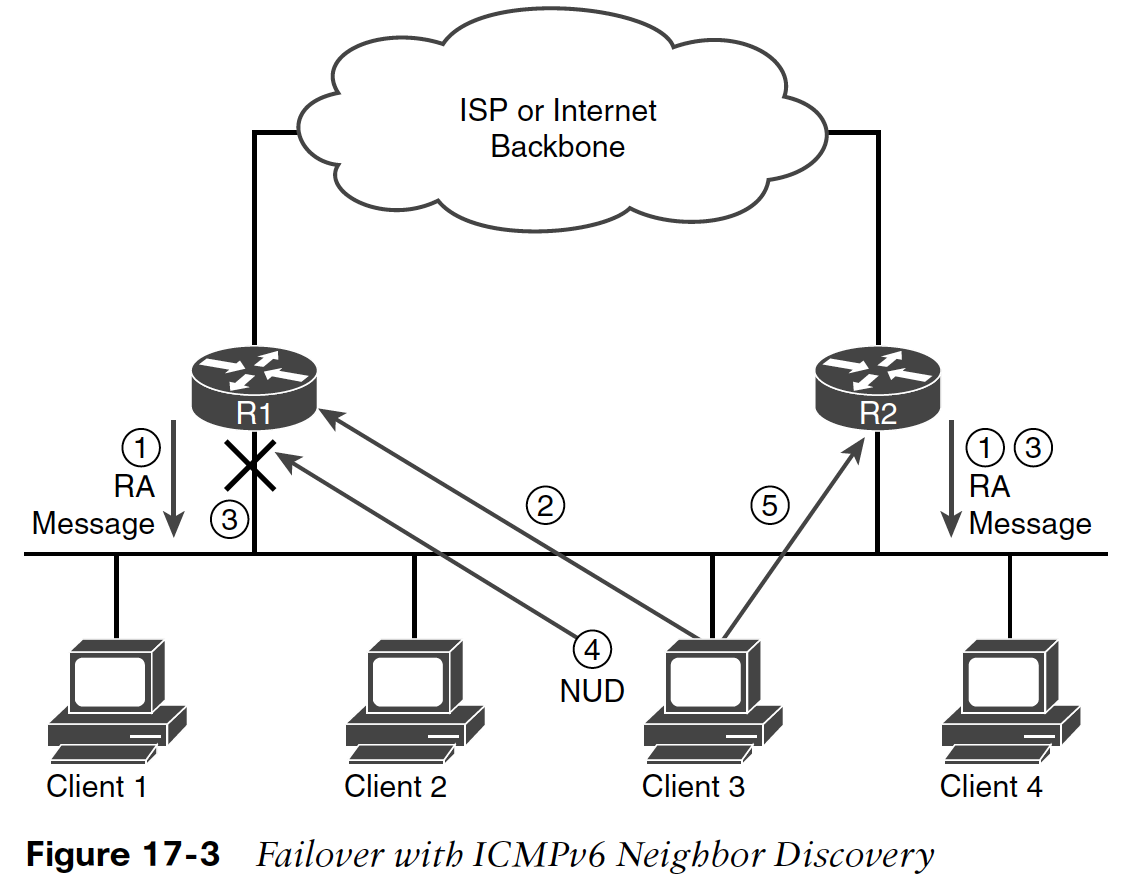 ISP or Internet
Backbone
R1
R2
1
RA
Message
3
2
5
1 3
RA
Message
4
NUD
Client 1
Client 2
Client 3
Client 4
Figure 17-3 Failover with ICMPv6 Neighbor Discovery